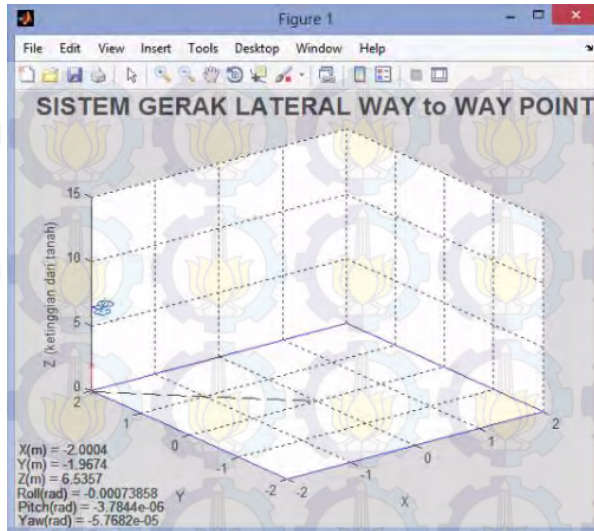 Figure 1
File Edit View Insert Tools Desktop Window Help
SISTEM GERAK LATERAL WAY to WAY POINT
15
10
5
0
Z (ketinggian dari tanah)
2
1
0
-1
-2
Y
-2
-1
0
1
2
X
X(m) = -2.0004
Y(m) = -1.9674
Z(m) = 6.5357
Roll(rad) = -0.00073858
Pitch(rad) = -3.7844e-06
Yaw(rad) = -5.7682e-05